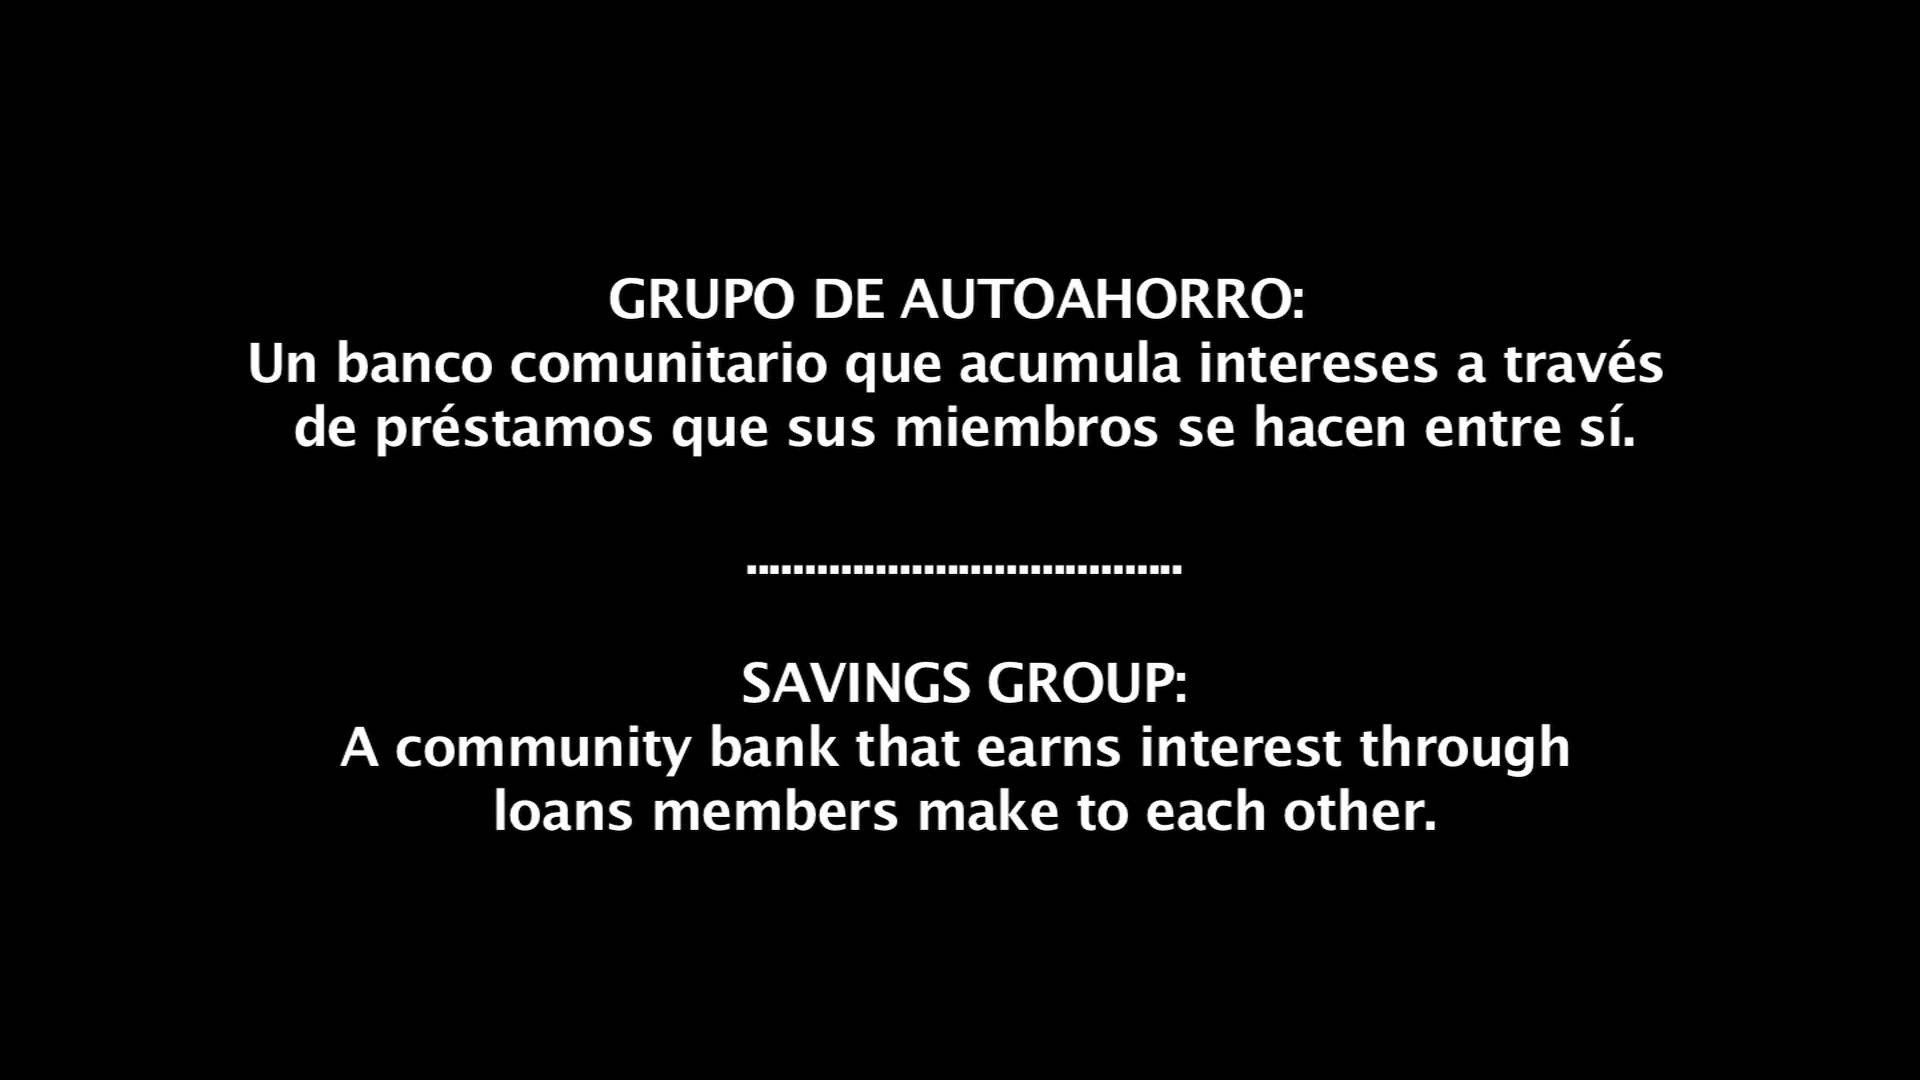 GRUPO DE AUTOAHORRO:
Un banco comunitario que acumula intereses a través
de préstamos que sus miembros se hacen entre sí.
.....................................
SAVINGS GROUP:
A community bank that earns interest through
loans members make to each other.